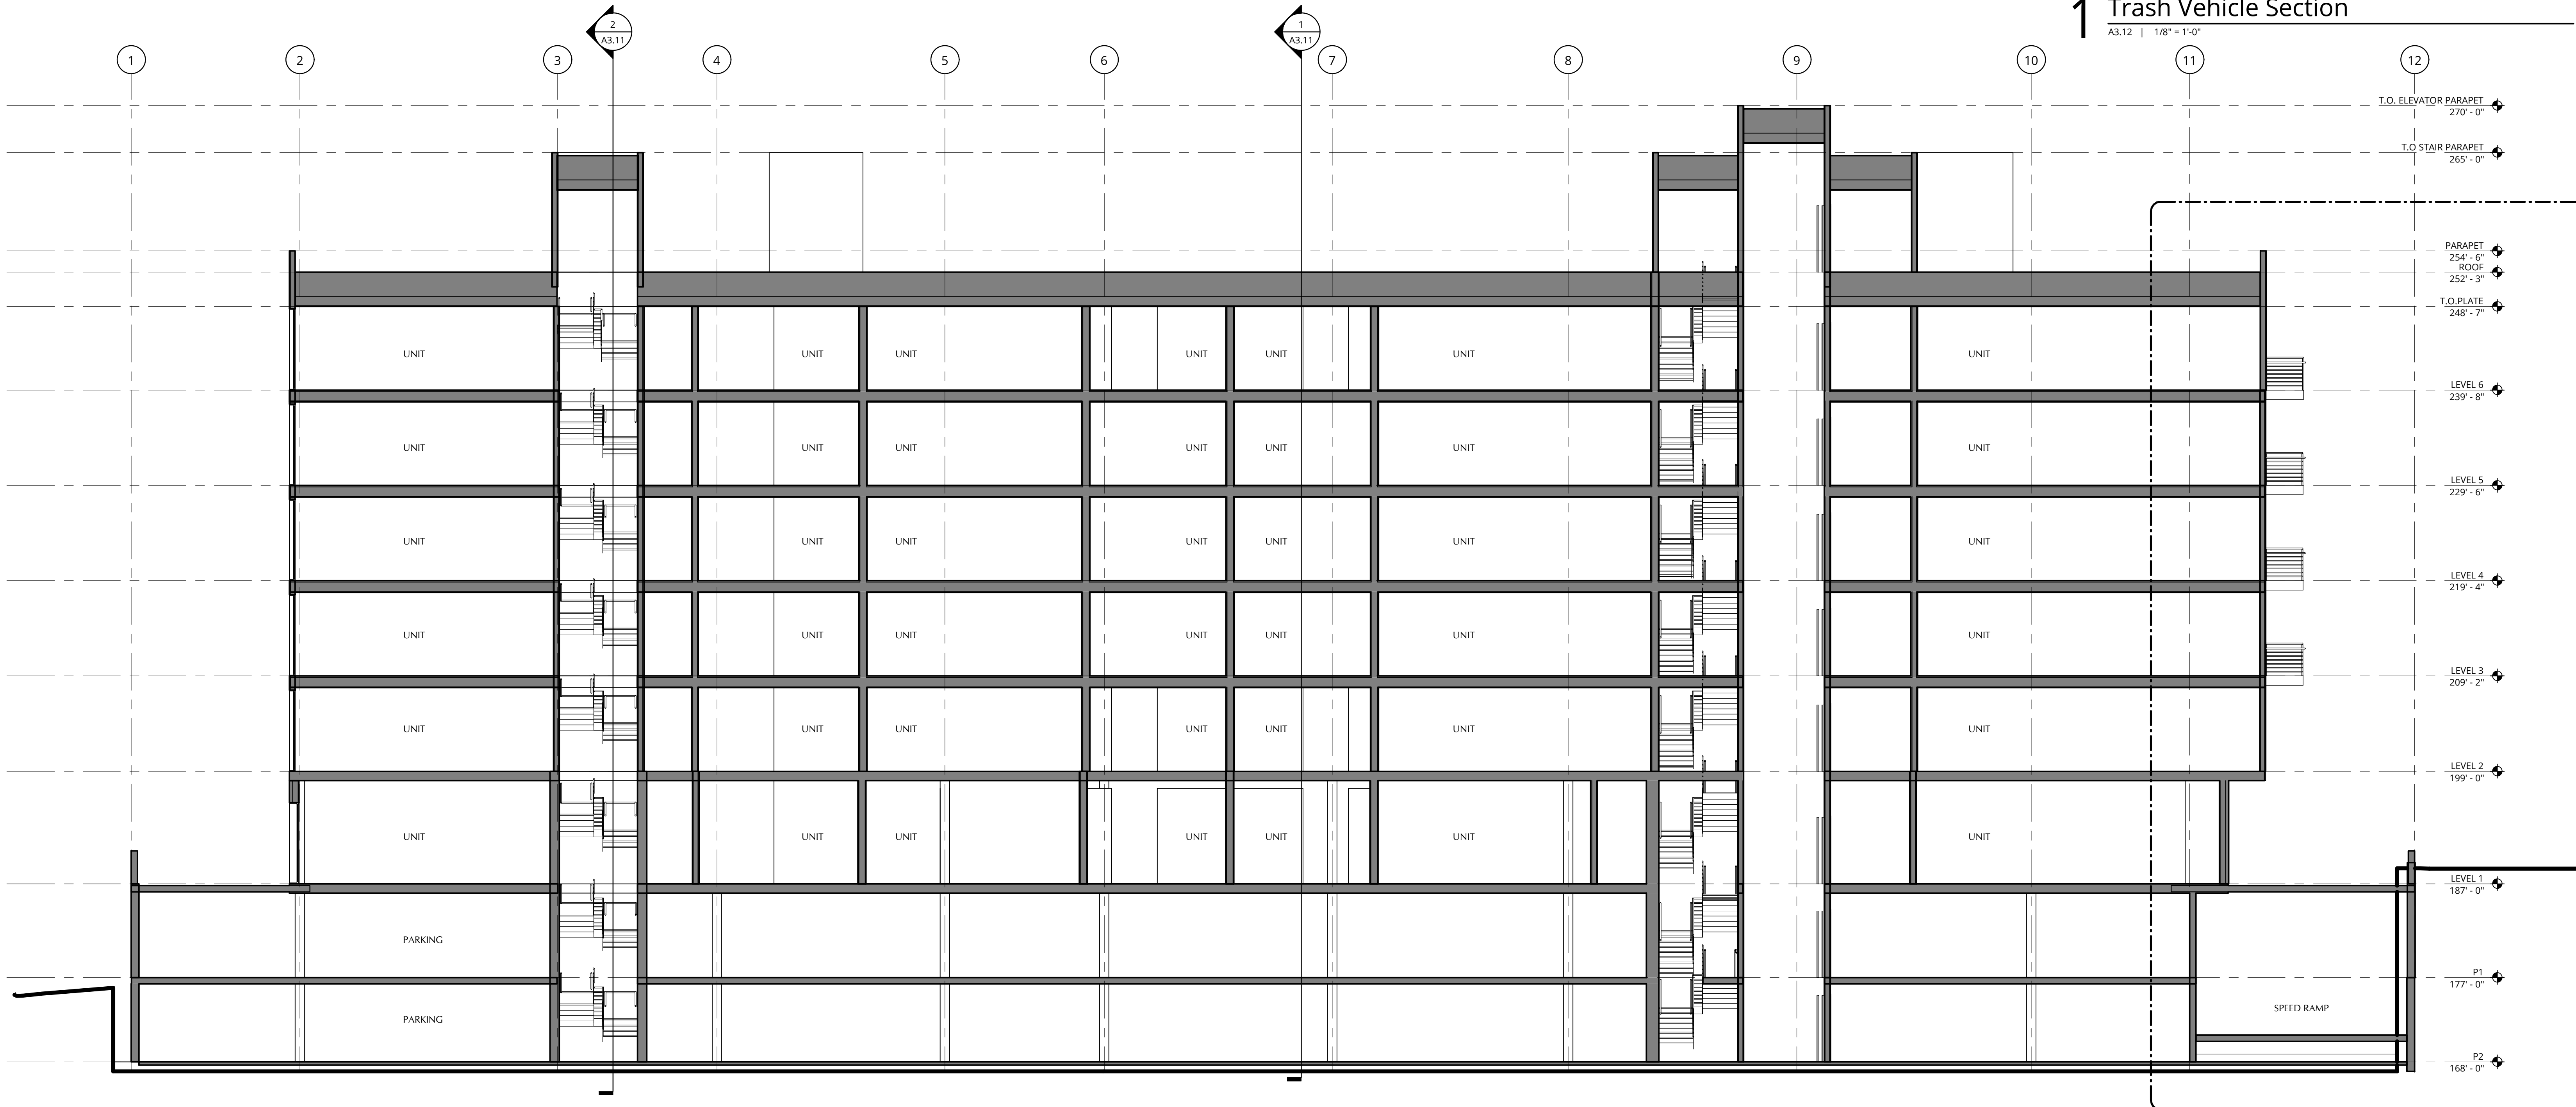 1 Trash Vehicle Section
A3.12 | 1/8" = 1'-0"
2
A3.11
1
A3.11
1 2 3 4 5 6 7 8 9 10 11 12
T.O. ELEVATOR PARAPET
270' - 0"
T.O STAIR PARAPET
265' - 0"
PARAPET
254' - 6"
ROOF
252' - 3"
T.O.PLATE
248' - 7"
UNIT UNIT UNIT UNIT UNIT UNIT UNIT
LEVEL 6
239' - 8"
UNIT UNIT UNIT UNIT UNIT UNIT UNIT
LEVEL 5
229' - 6"
UNIT UNIT UNIT UNIT UNIT UNIT UNIT
LEVEL 4
219' - 4"
UNIT UNIT UNIT UNIT UNIT UNIT UNIT
LEVEL 3
209' - 2"
UNIT UNIT UNIT UNIT UNIT UNIT UNIT
LEVEL 2
199' - 0"
UNIT UNIT UNIT UNIT UNIT UNIT UNIT
LEVEL 1
187' - 0"
PARKING
P1
177' - 0"
SPEED RAMP
PARKING
P2
168' - 0"